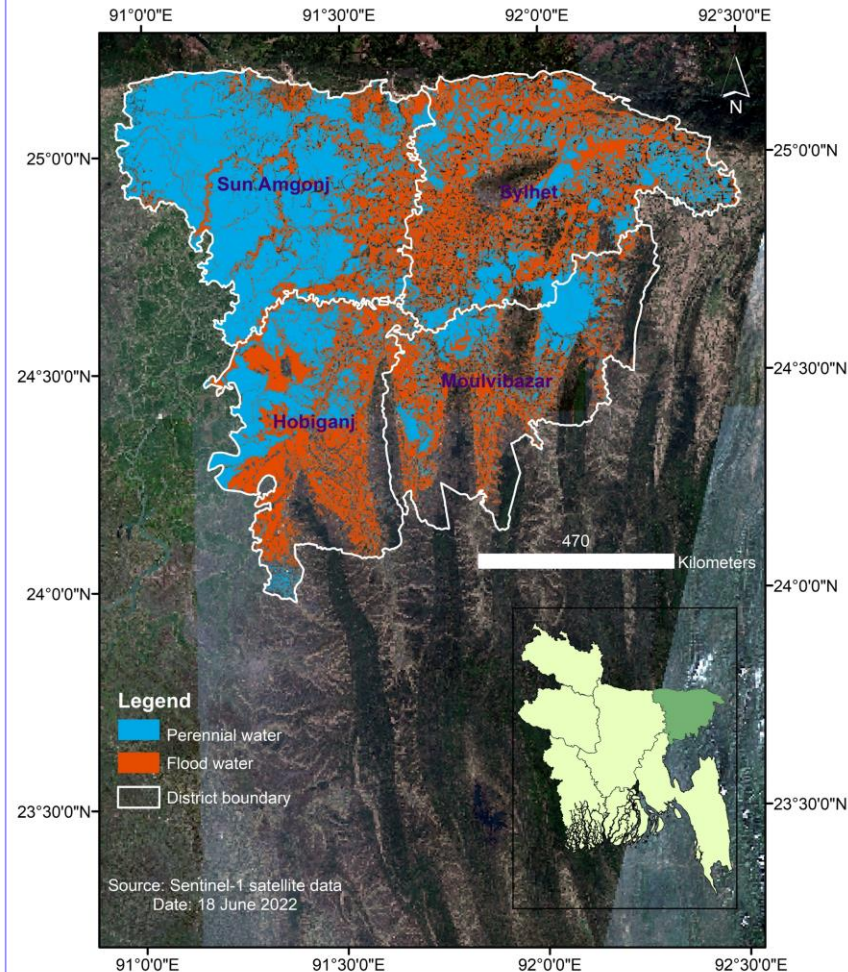 91°0'0"E 91°30'0"E 92°0'0"E 92°30'0"E
N
25°0'0"N 25°0'0"N
Sun Amgonj
Sylhet
24°30'0"N 24°30'0"N
Moulvibazar
Hobiganj
470
Kilometers
24°0'0"N 24°0'0"N
Legend
Perennial water
Flood water
District boundary
23°30'0"N 23°30'0"N
Source: Sentinel-1 satellite data
Date: 18 June 2022
91°0'0"E 91°30'0"E 92°0'0"E 92°30'0"E